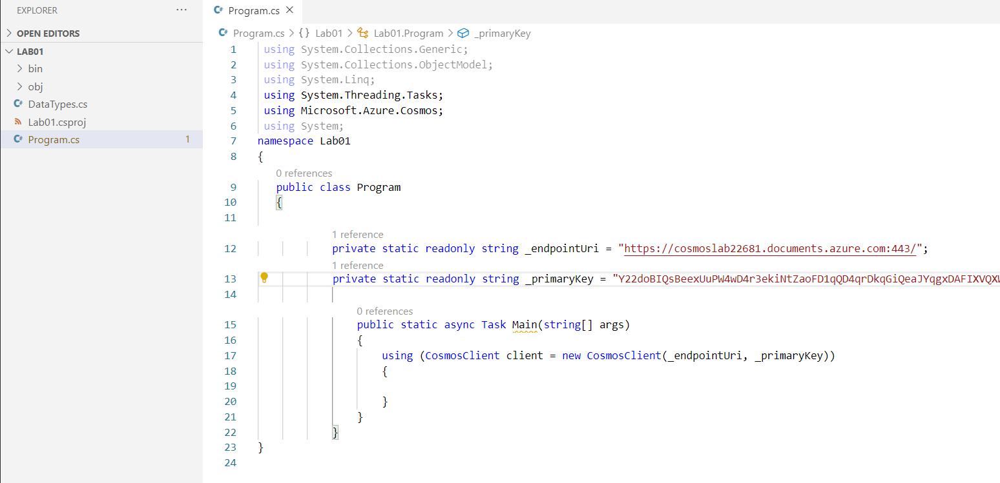 EXPLORER ···
Program.cs ×
OPEN EDITORS
Program.cs > {} Lab01 > Lab01.Program > _primaryKey
LAB01
bin
obj
DataTypes.cs
Lab01.csproj
Program.cs 1
1 using System.Collections.Generic;
2 using System.Collections.ObjectModel;
3 using System.Linq;
4 using System.Threading.Tasks;
5 using Microsoft.Azure.Cosmos;
6 using System;
7 namespace Lab01
8 {
0 references
9 public class Program
10 {
11
1 reference
12 private static readonly string _endpointUri = "https://cosmoslab22681.documents.azure.com:443/";
1 reference
13 private static readonly string _primaryKey = "Y22doBIQsBeexUuPW4wD4r3ekiNtZaoFD1qQD4qrDkqGiQeaJYqgxDAFIXVQXW
14
0 references
15 public static async Task Main(string[] args)
16 {
17 using (CosmosClient client = new CosmosClient(_endpointUri, _primaryKey))
18 {
19
20 }
21 }
22 }
23 }
24